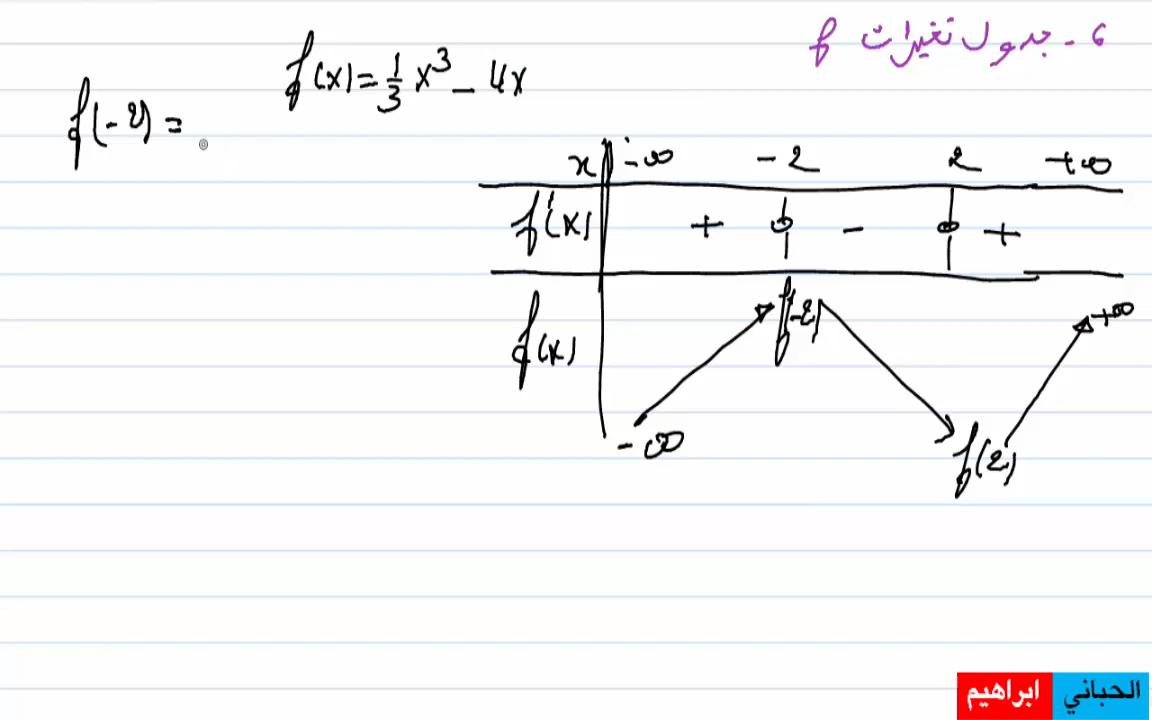 6 - جدول تغيرات f
f(x) = 1/3 x³ - 4x
f(-2) =
x -∞ -2 2 +∞
f'(x) + 0 - 0 +
f(x) -∞ f(-2) f(2) +∞
الحباني ابراهيم